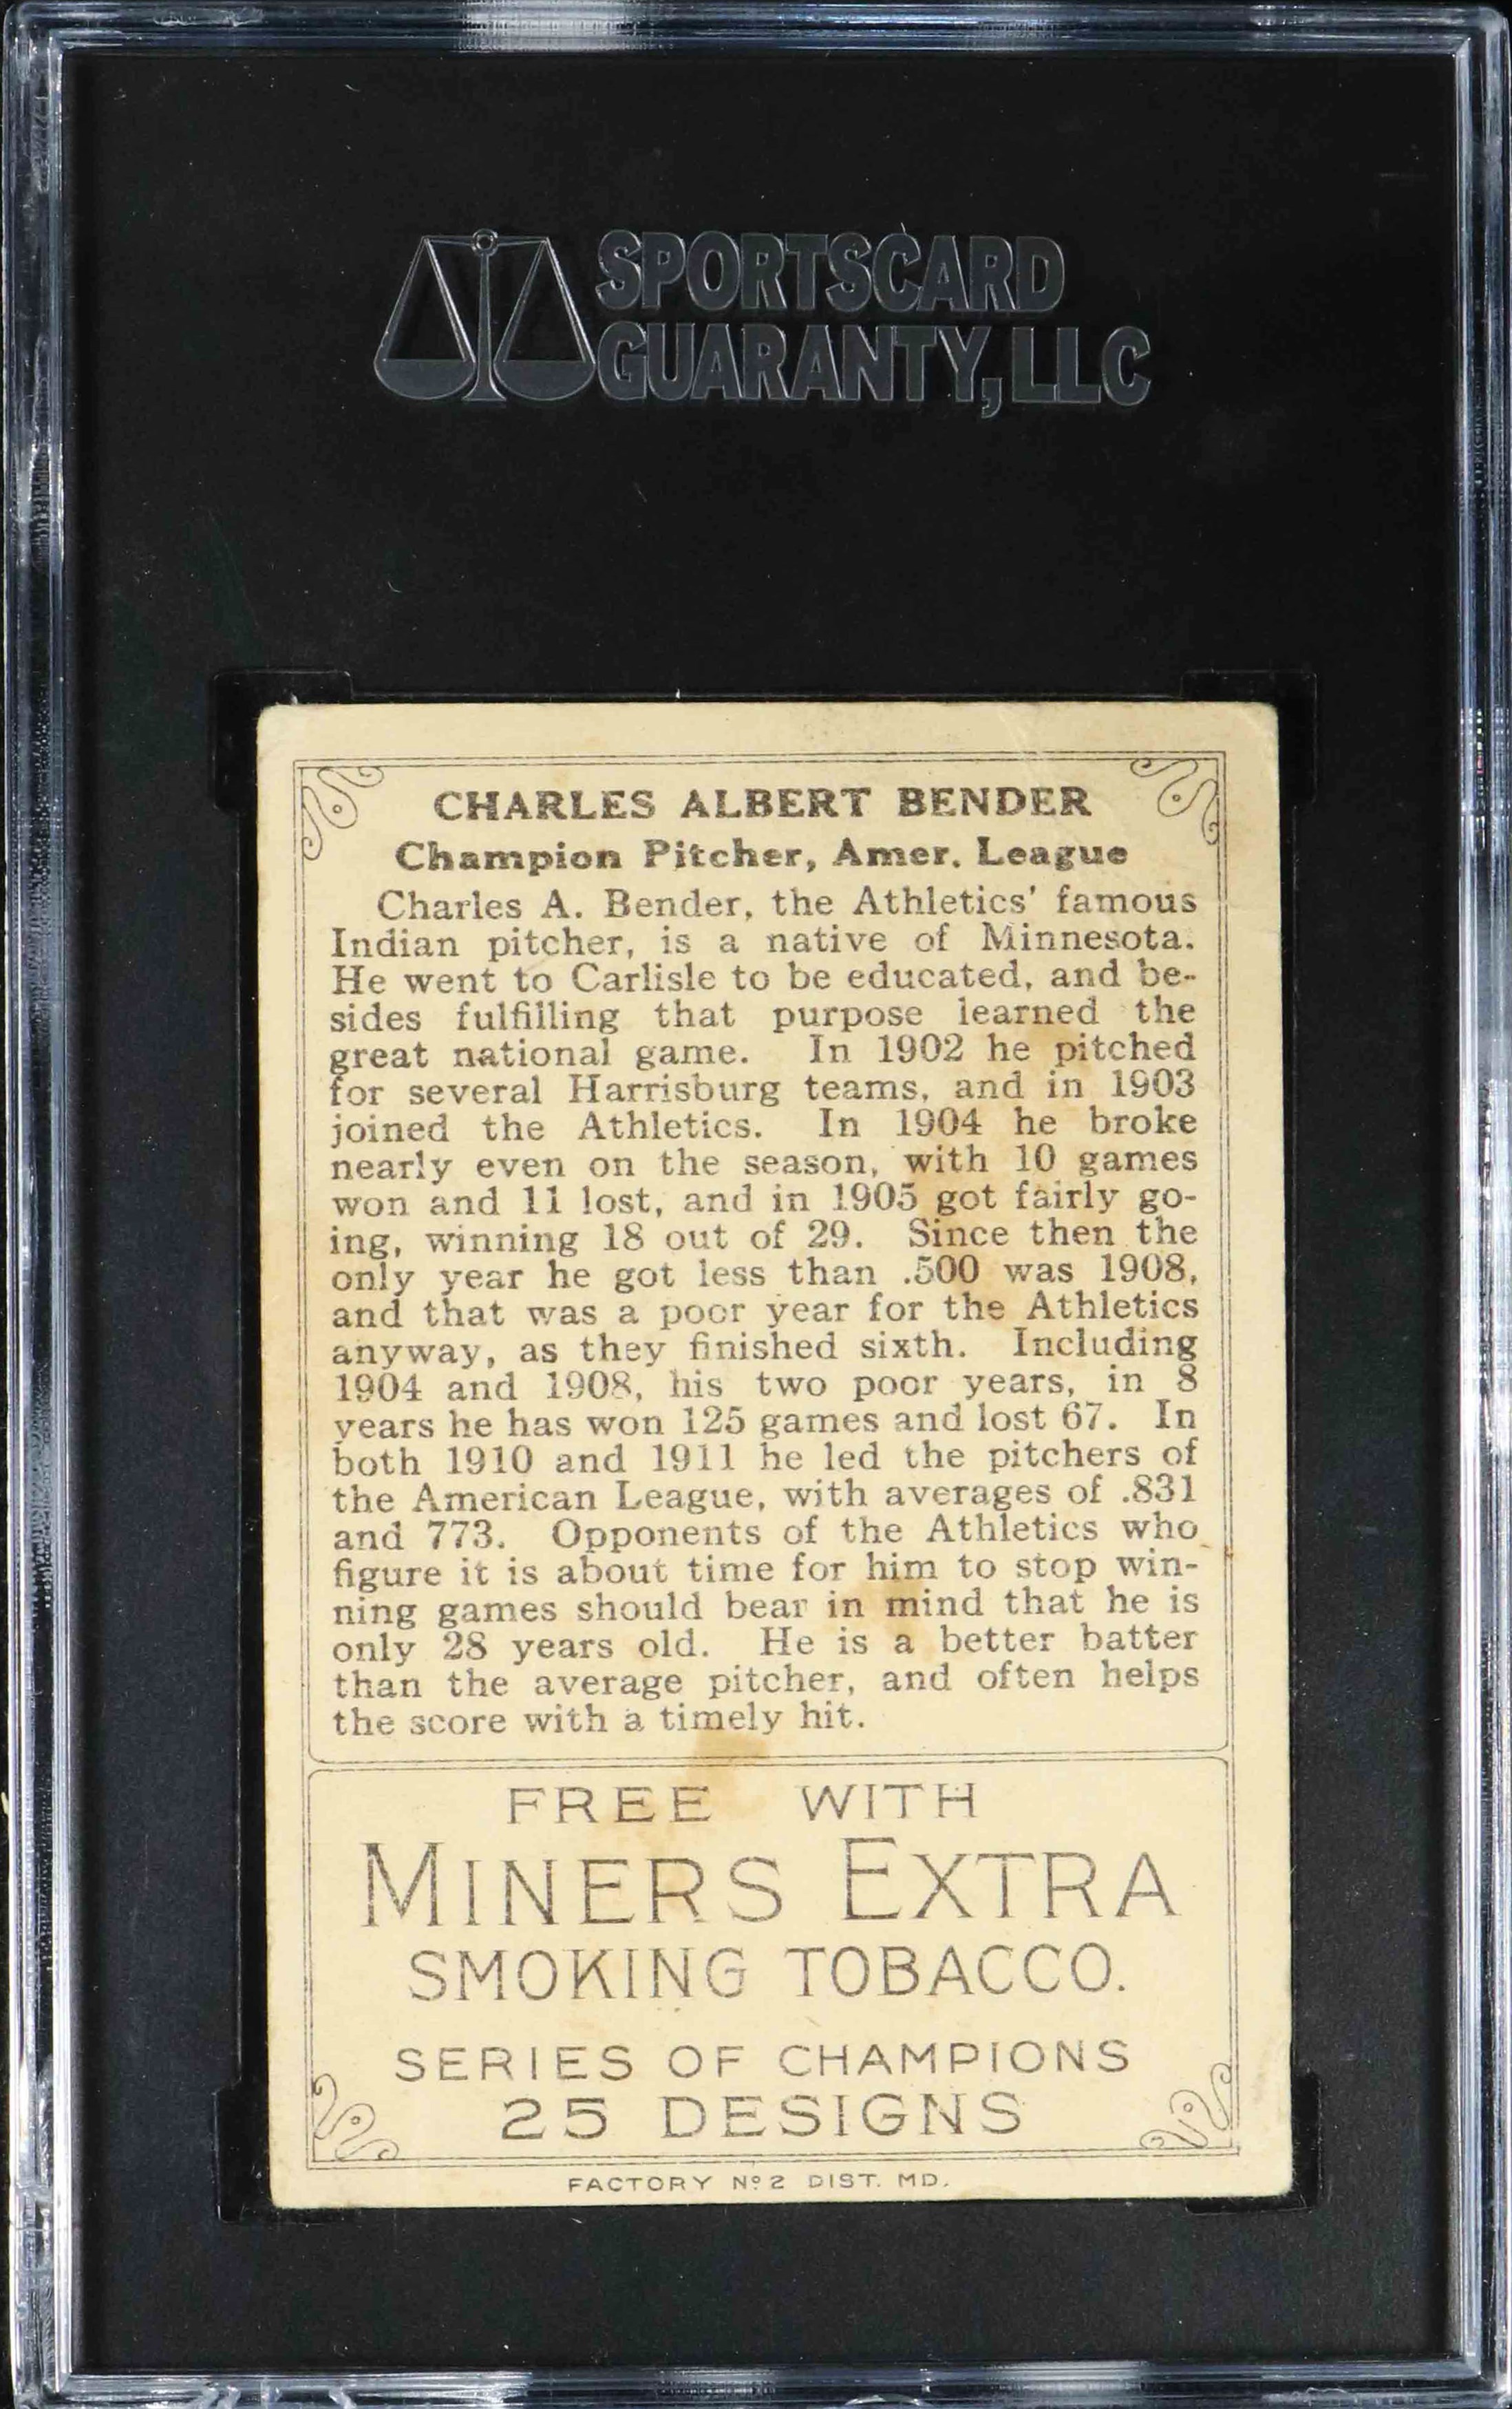 SPORTSCARD
GUARANTY, LLC
CHARLES ALBERT BENDER
Champion Pitcher, Amer. League
Charles A. Bender, the Athletics' famous
Indian pitcher, is a native of Minnesota.
He went to Carlisle to be educated, and be-
sides fulfilling that purpose learned the
great national game. In 1902 he pitched
for several Harrisburg teams, and in 1903
joined the Athletics. In 1904 he broke
nearly even on the season, with 10 games
won and 11 lost, and in 1905 got fairly go-
ing, winning 18 out of 29. Since then the
only year he got less than .500 was 1908,
and that was a poor year for the Athletics
anyway, as they finished sixth. Including
1904 and 1908, his two poor years, in 8
years he has won 125 games and lost 67. In
both 1910 and 1911 he led the pitchers of
the American League, with averages of .831
and 773. Opponents of the Athletics who
figure it is about time for him to stop win-
ning games should bear in mind that he is
only 28 years old. He is a better batter
than the average pitcher, and often helps
the score with a timely hit.
FREE WITH
MINERS EXTRA
SMOKING TOBACCO.
SERIES OF CHAMPIONS
25 DESIGNS
FACTORY Nº 2 DIST. MD.